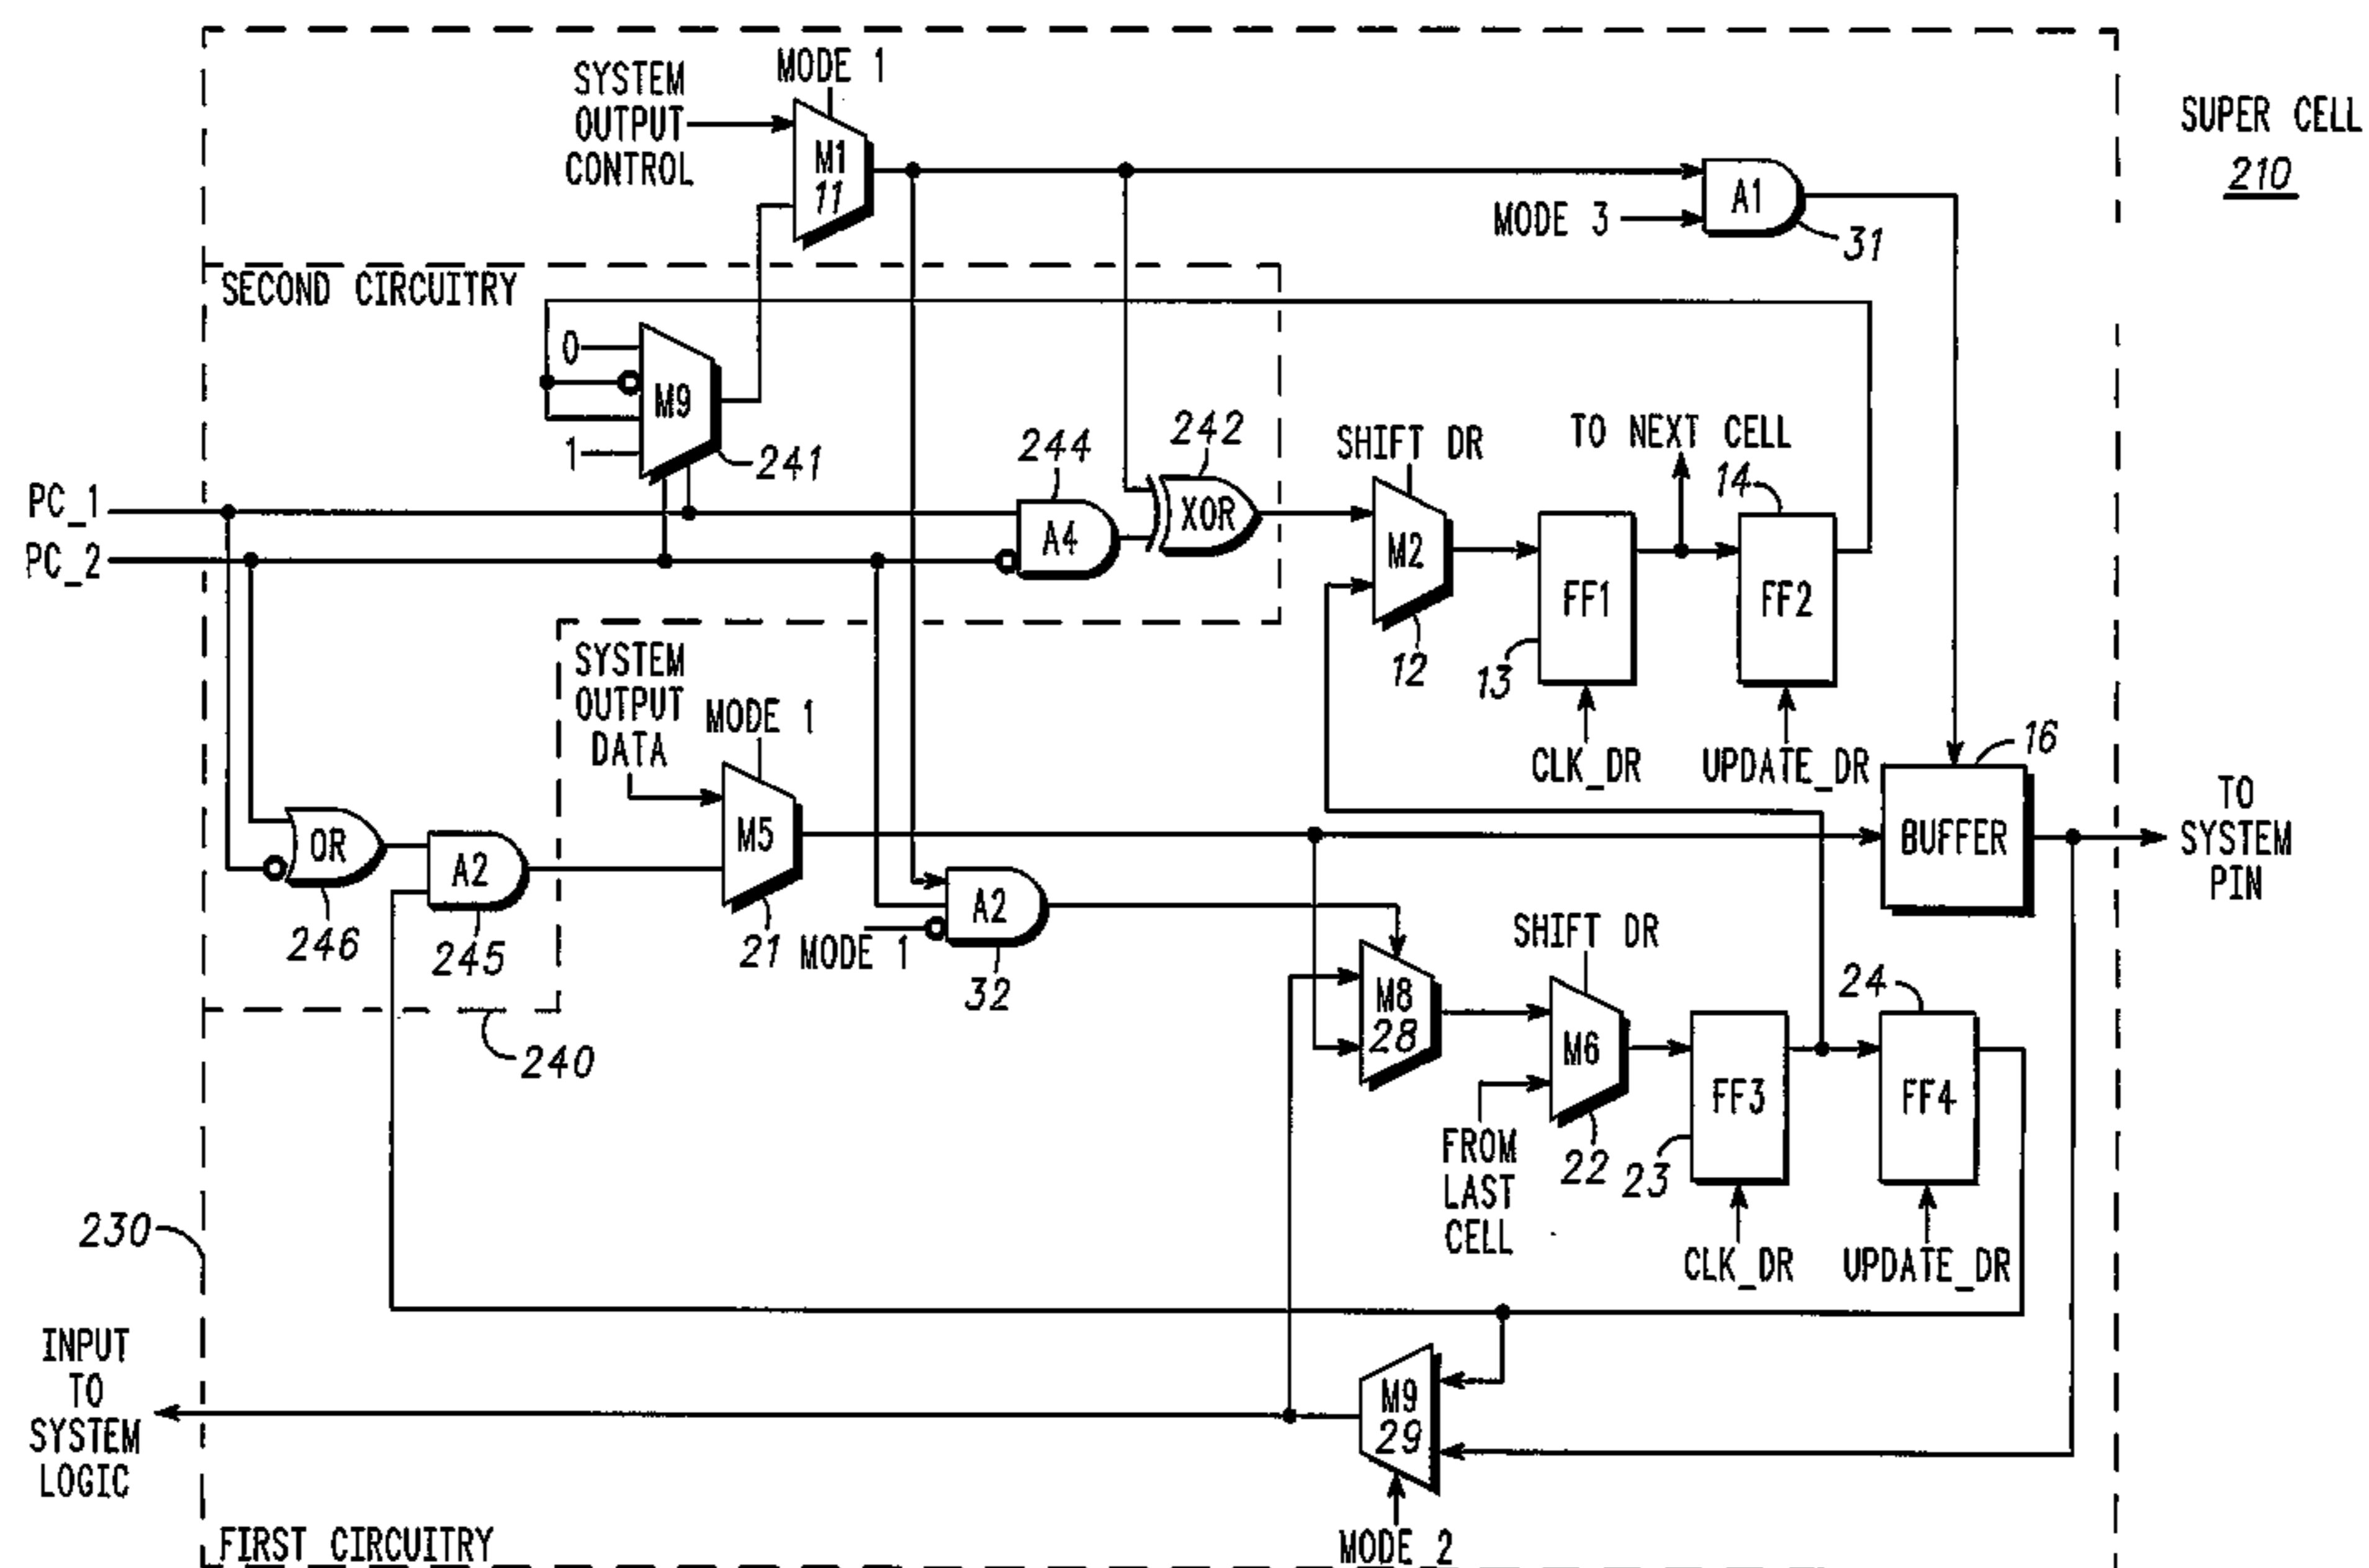 SYSTEM
OUTPUT
CONTROL
MODE 1
M1
11
MODE 3
A1
31
SUPER CELL
210
SECOND CIRCUITRY
0
1
M9
241
244
A4
242
XOR
PC_1
PC_2
SHIFT DR
M2
12
FF1
13
CLK_DR
TO NEXT CELL
14
FF2
UPDATE_DR
16
BUFFER
TO
SYSTEM
PIN
SYSTEM
OUTPUT
DATA
MODE 1
M5
21
OR
246
A2
245
240
MODE 1
A2
32
M8
28
SHIFT DR
M6
22
FROM
LAST
CELL
FF3
23
CLK_DR
24
FF4
UPDATE_DR
230
INPUT
TO
SYSTEM
LOGIC
M9
29
MODE 2
FIRST CIRCUITRY